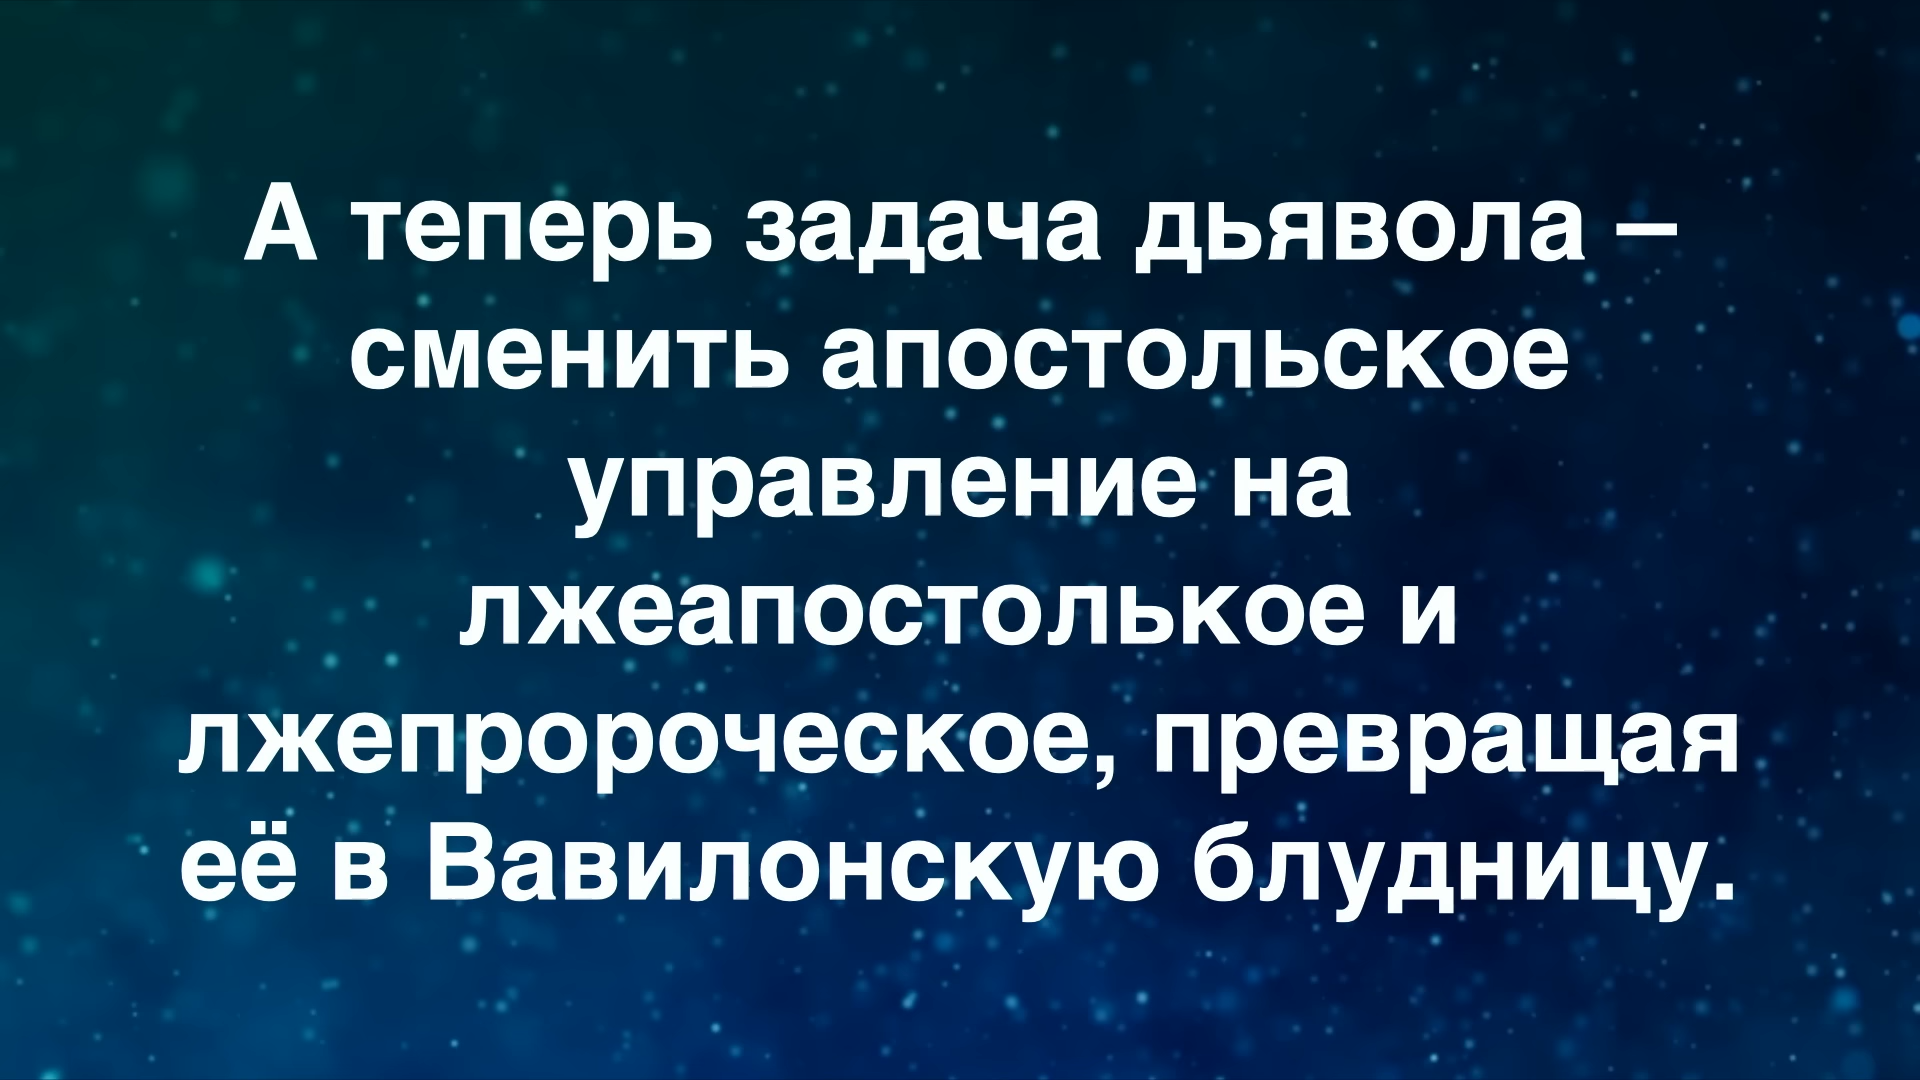 А теперь задача дьявола –
сменить апостольское
управление на
лжеапостолькое и
лжепророческое, превращая
её в Вавилонскую блудницу.